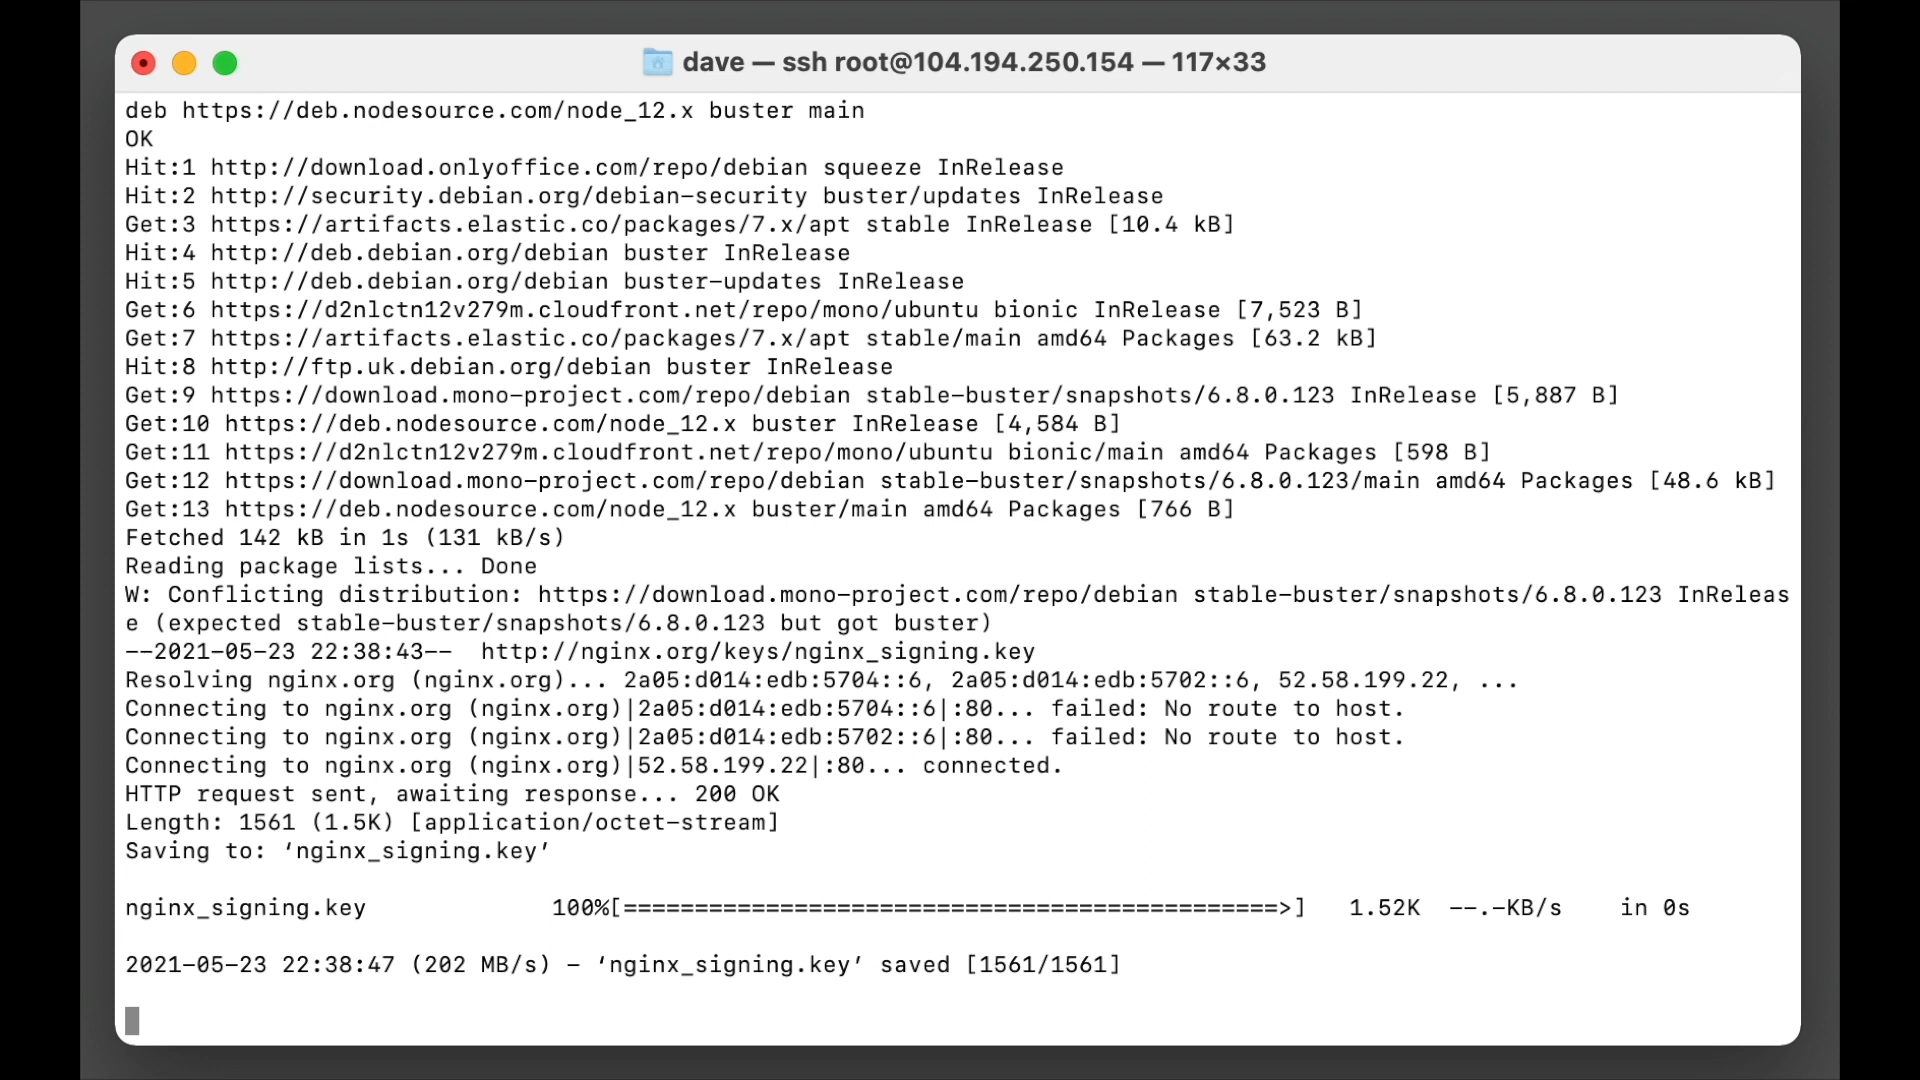 dave — ssh root@104.194.250.154 — 117×33
deb https://deb.nodesource.com/node_12.x buster main
OK
Hit:1 http://download.onlyoffice.com/repo/debian squeeze InRelease
Hit:2 http://security.debian.org/debian-security buster/updates InRelease
Get:3 https://artifacts.elastic.co/packages/7.x/apt stable InRelease [10.4 kB]
Hit:4 http://deb.debian.org/debian buster InRelease
Hit:5 http://deb.debian.org/debian buster-updates InRelease
Get:6 https://d2nlctn12v279m.cloudfront.net/repo/mono/ubuntu bionic InRelease [7,523 B]
Get:7 https://artifacts.elastic.co/packages/7.x/apt stable/main amd64 Packages [63.2 kB]
Hit:8 http://ftp.uk.debian.org/debian buster InRelease
Get:9 https://download.mono-project.com/repo/debian stable-buster/snapshots/6.8.0.123 InRelease [5,887 B]
Get:10 https://deb.nodesource.com/node_12.x buster InRelease [4,584 B]
Get:11 https://d2nlctn12v279m.cloudfront.net/repo/mono/ubuntu bionic/main amd64 Packages [598 B]
Get:12 https://download.mono-project.com/repo/debian stable-buster/snapshots/6.8.0.123/main amd64 Packages [48.6 kB]
Get:13 https://deb.nodesource.com/node_12.x buster/main amd64 Packages [766 B]
Fetched 142 kB in 1s (131 kB/s)
Reading package lists... Done
W: Conflicting distribution: https://download.mono-project.com/repo/debian stable-buster/snapshots/6.8.0.123 InReleas
e (expected stable-buster/snapshots/6.8.0.123 but got buster)
--2021-05-23 22:38:43--  http://nginx.org/keys/nginx_signing.key
Resolving nginx.org (nginx.org)... 2a05:d014:edb:5704::6, 2a05:d014:edb:5702::6, 52.58.199.22, ...
Connecting to nginx.org (nginx.org)|2a05:d014:edb:5704::6|:80... failed: No route to host.
Connecting to nginx.org (nginx.org)|2a05:d014:edb:5702::6|:80... failed: No route to host.
Connecting to nginx.org (nginx.org)|52.58.199.22|:80... connected.
HTTP request sent, awaiting response... 200 OK
Length: 1561 (1.5K) [application/octet-stream]
Saving to: ‘nginx_signing.key’
nginx_signing.key             100%[==============================================>]   1.52K  --.-KB/s    in 0s
2021-05-23 22:38:47 (202 MB/s) - ‘nginx_signing.key’ saved [1561/1561]